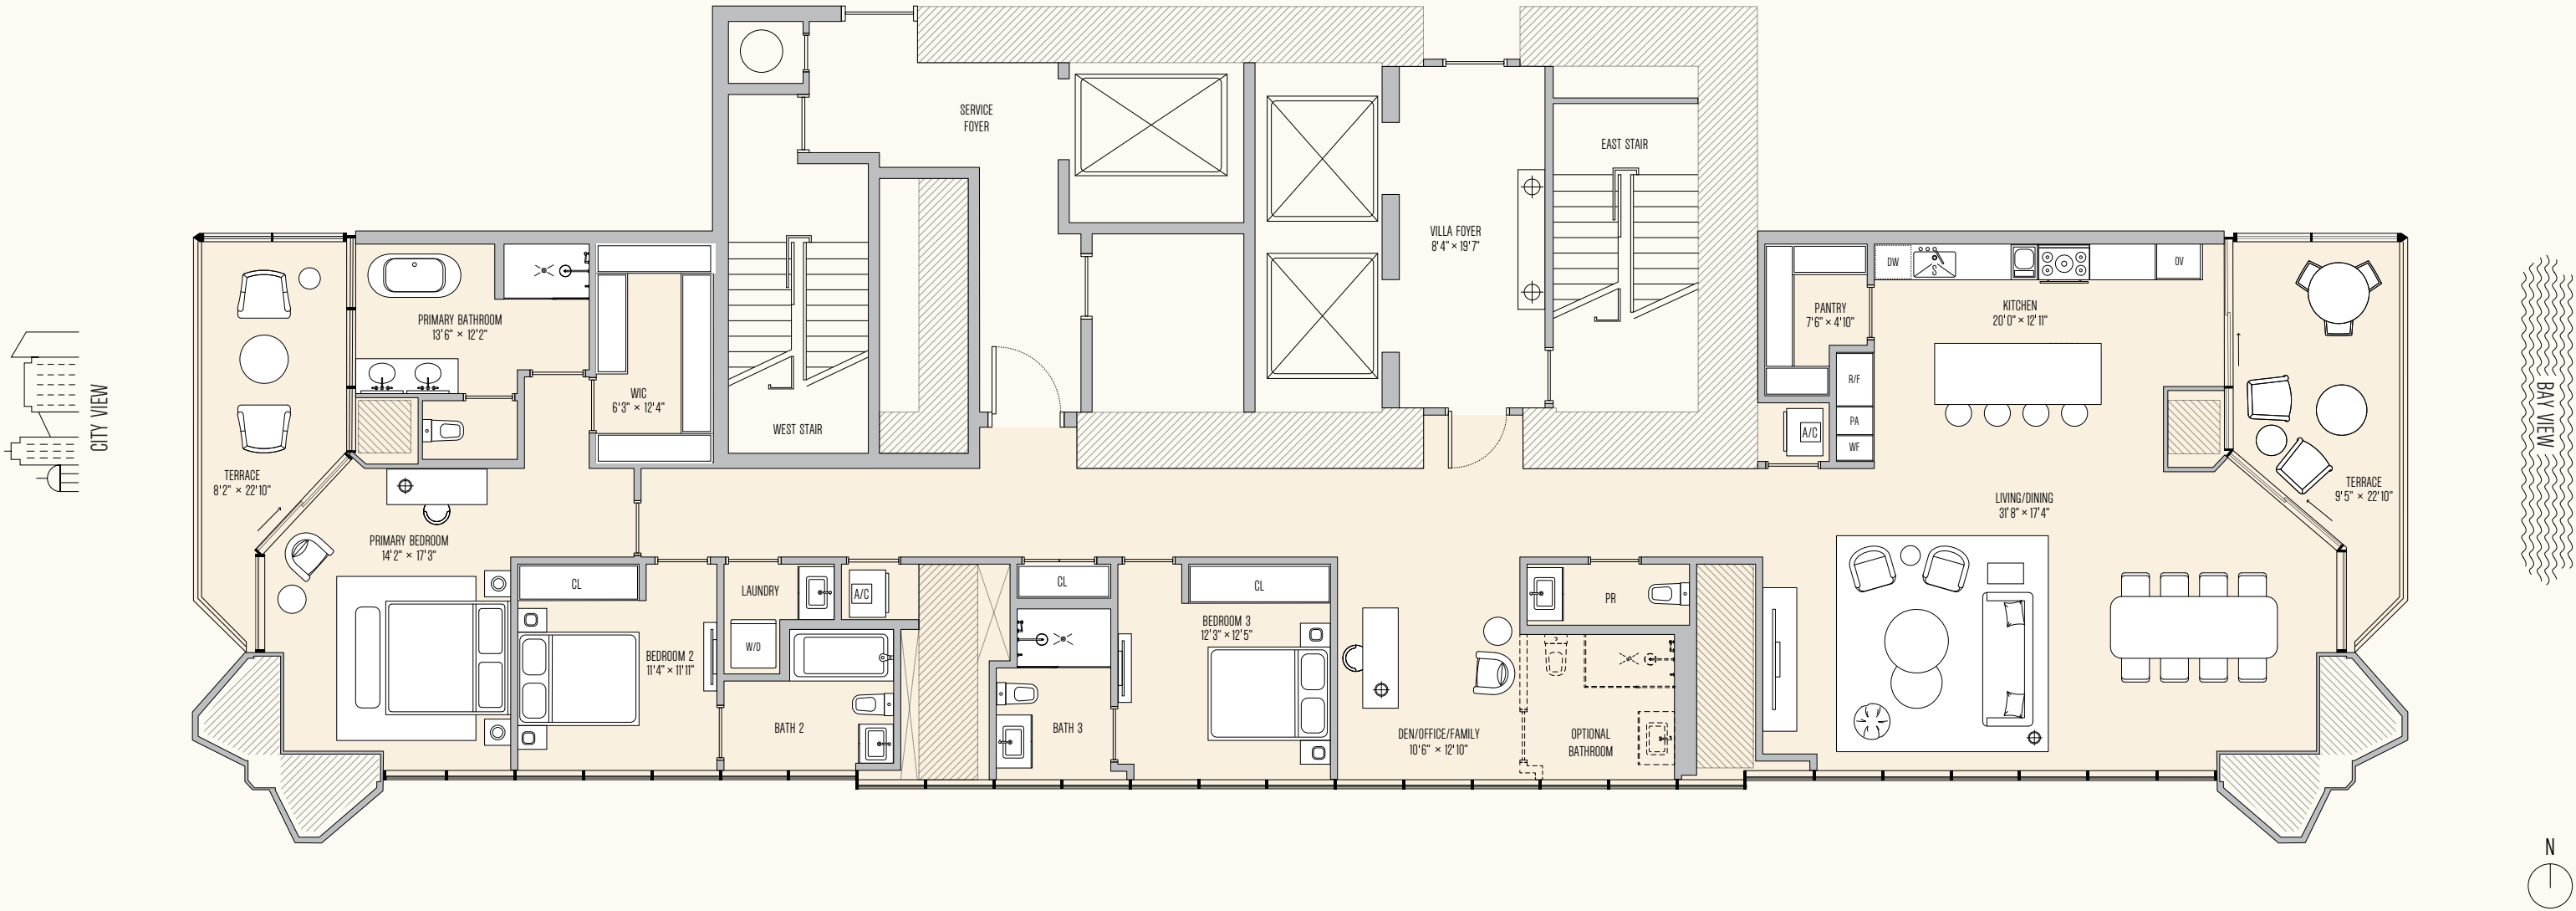 SERVICE
FOYER
EAST STAIR
VILLA FOYER
8'4" × 19'7"
DW
OV
PANTRY
7'6" × 4'10"
KITCHEN
20'0" × 12'11"
PRIMARY BATHROOM
13'6" × 12'2"
R/F
PA
WF
A/C
WIC
6'3" × 12'4"
WEST STAIR
CITY VIEW
BAY VIEW
TERRACE
8'2" × 22'10"
TERRACE
9'5" × 22'10"
LIVING/DINING
31'8" × 17'4"
PRIMARY BEDROOM
14'2" × 17'3"
CL
LAUNDRY
A/C
CL
CL
PR
W/D
BEDROOM 2
11'4" × 11'11"
BEDROOM 3
12'3" × 12'5"
BATH 2
BATH 3
DEN/OFFICE/FAMILY
10'6" × 12'10"
OPTIONAL
BATHROOM
N